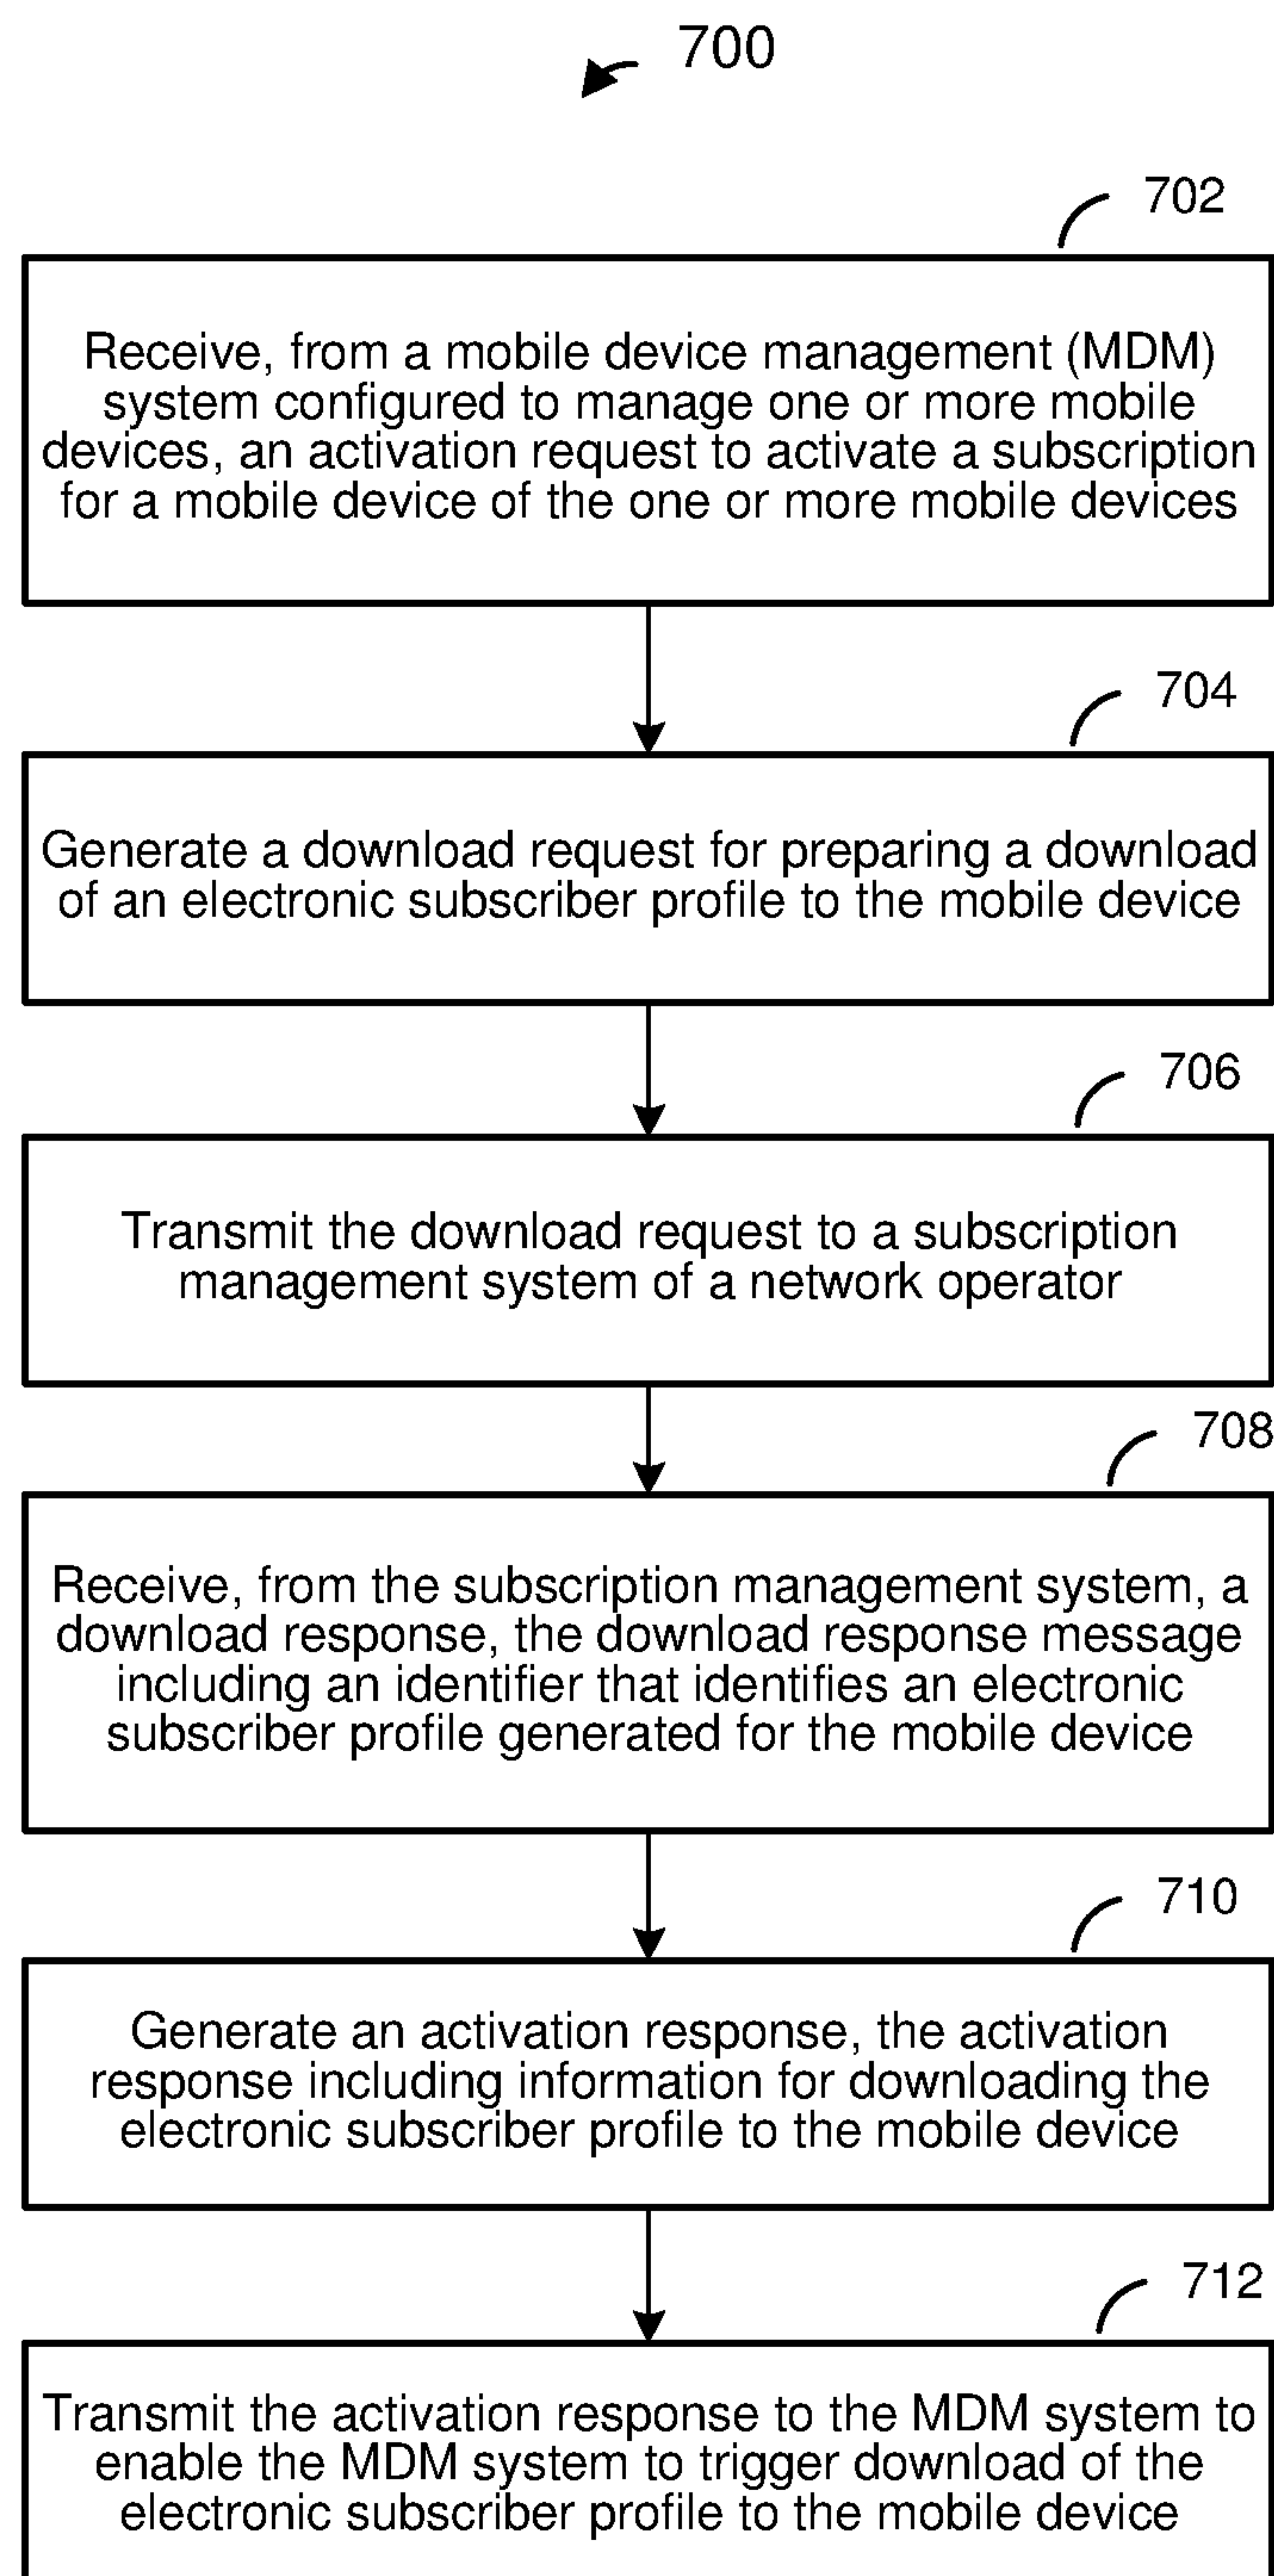 700
702
Receive, from a mobile device management (MDM)
system configured to manage one or more mobile
devices, an activation request to activate a subscription
for a mobile device of the one or more mobile devices
704
Generate a download request for preparing a download
of an electronic subscriber profile to the mobile device
706
Transmit the download request to a subscription
management system of a network operator
708
Receive, from the subscription management system, a
download response, the download response message
including an identifier that identifies an electronic
subscriber profile generated for the mobile device
710
Generate an activation response, the activation
response including information for downloading the
electronic subscriber profile to the mobile device
712
Transmit the activation response to the MDM system to
enable the MDM system to trigger download of the
electronic subscriber profile to the mobile device